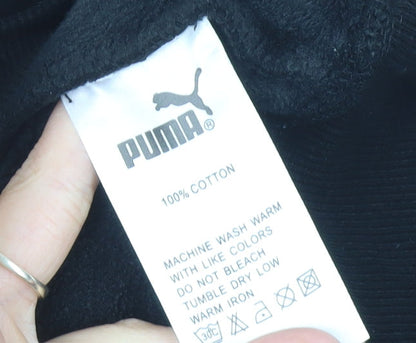 PUMA®
100% COTTON
MACHINE WASH WARM
WITH LIKE COLORS
DO NOT BLEACH
TUMBLE DRY LOW
WARM IRON